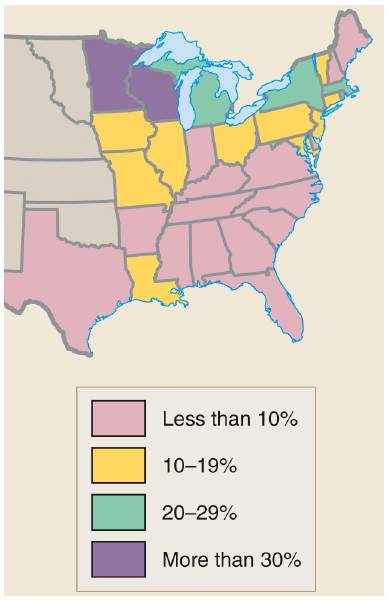 Less than 10%
10–19%
20–29%
More than 30%